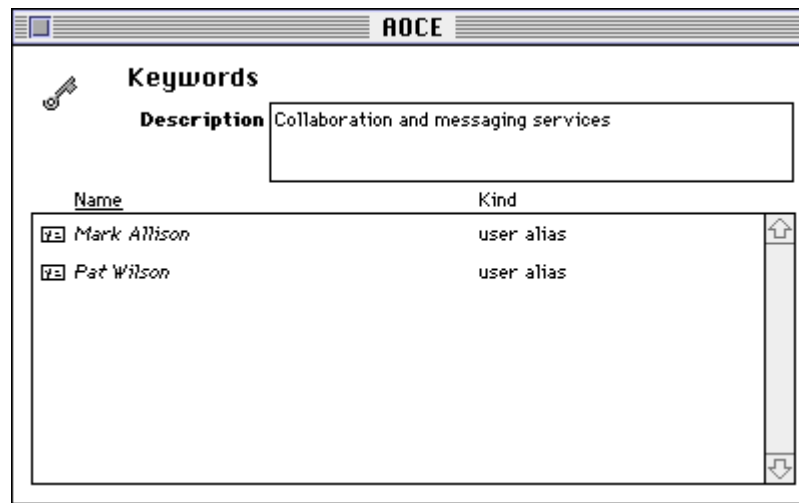 AOCE
Keywords
Description Collaboration and messaging services
Name Kind
Mark Allison user alias
Pat Wilson user alias